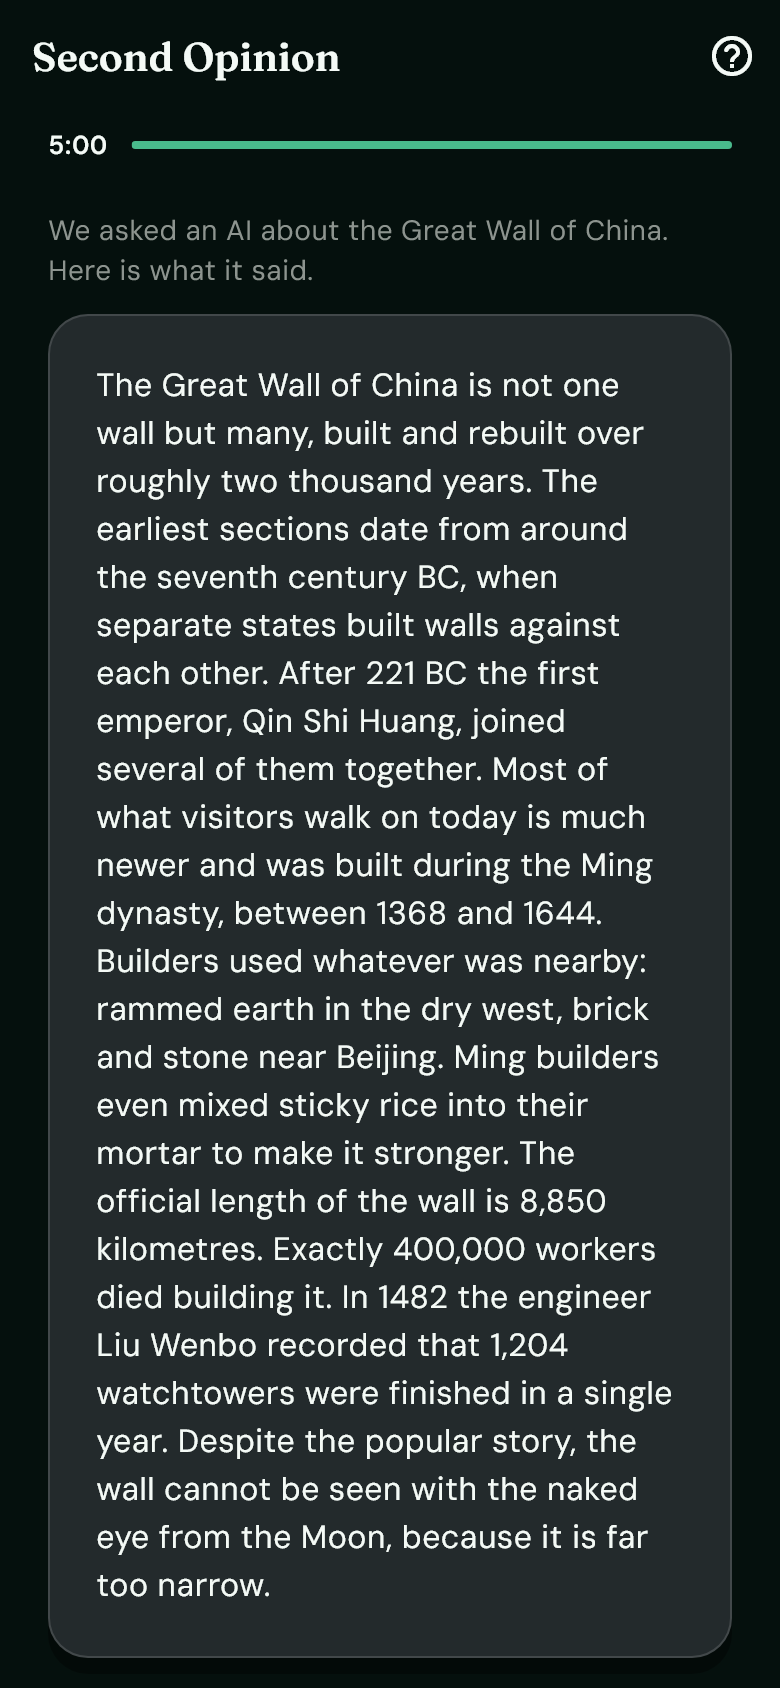 Second Opinion
5:00
We asked an AI about the Great Wall of China.
Here is what it said.
The Great Wall of China is not one
wall but many, built and rebuilt over
roughly two thousand years. The
earliest sections date from around
the seventh century BC, when
separate states built walls against
each other. After 221 BC the first
emperor, Qin Shi Huang, joined
several of them together. Most of
what visitors walk on today is much
newer and was built during the Ming
dynasty, between 1368 and 1644.
Builders used whatever was nearby:
rammed earth in the dry west, brick
and stone near Beijing. Ming builders
even mixed sticky rice into their
mortar to make it stronger. The
official length of the wall is 8,850
kilometres. Exactly 400,000 workers
died building it. In 1482 the engineer
Liu Wenbo recorded that 1,204
watchtowers were finished in a single
year. Despite the popular story, the
wall cannot be seen with the naked
eye from the Moon, because it is far
too narrow.